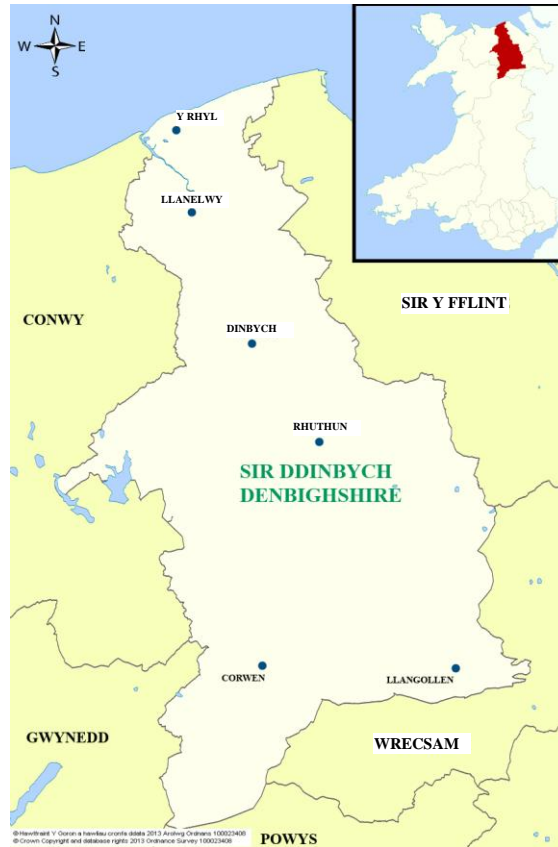 N
W E
S
Y RHYL
LLANELWY
SIR Y FFLINT
CONWY
DINBYCH
RHUTHUN
SIR DDINBYCH
DENBIGHSHIRE
CORWEN
LLANGOLLEN
GWYNEDD
WRECSAM
© Hawlfraint Y Goron a hawliau cronfa ddata 2013 Arolwg Ordnans 100023408
© Crown Copyright and database rights 2013 Ordnance Survey 100023408
POWYS